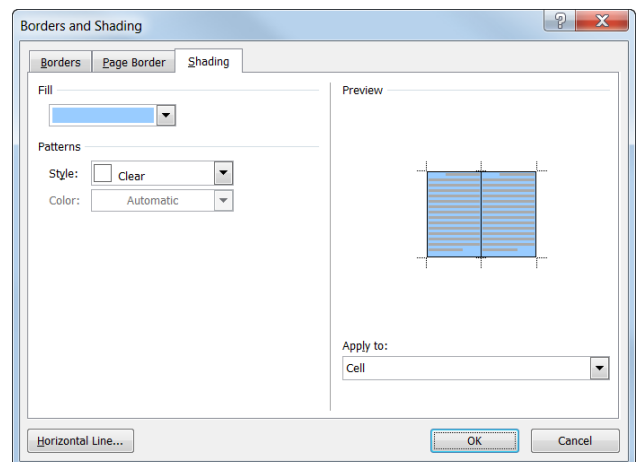 Borders and Shading
Borders Page Border Shading
Fill
Preview
Patterns
Style: Clear
Color: Automatic
Apply to:
Cell
Horizontal Line...
OK Cancel